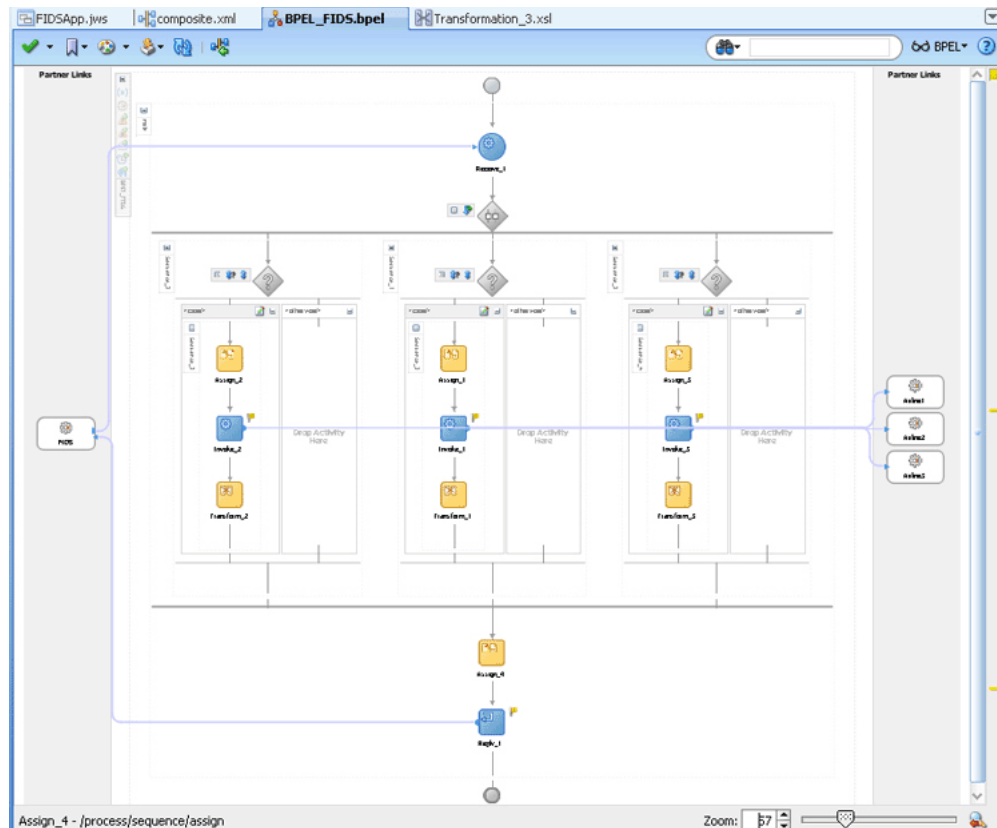 FIDSApp.jws
composite.xml
BPEL_FIDS.bpel
Transformation_3.xsl
BPEL
Partner Links
Partner Links
Receive_1
<case>
<otherwise>
<case>
<otherwise>
<case>
<otherwise>
Assign_2
Assign_1
Assign_3
FIDS
Invoke_2
Drop Activity
Here
Invoke_1
Drop Activity
Here
Invoke_3
Drop Activity
Here
Airline1
Airline2
Airline3
Transform_2
Transform_1
Transform_3
Assign_4
Reply_1
Assign_4 - /process/sequence/assign
Zoom:
57